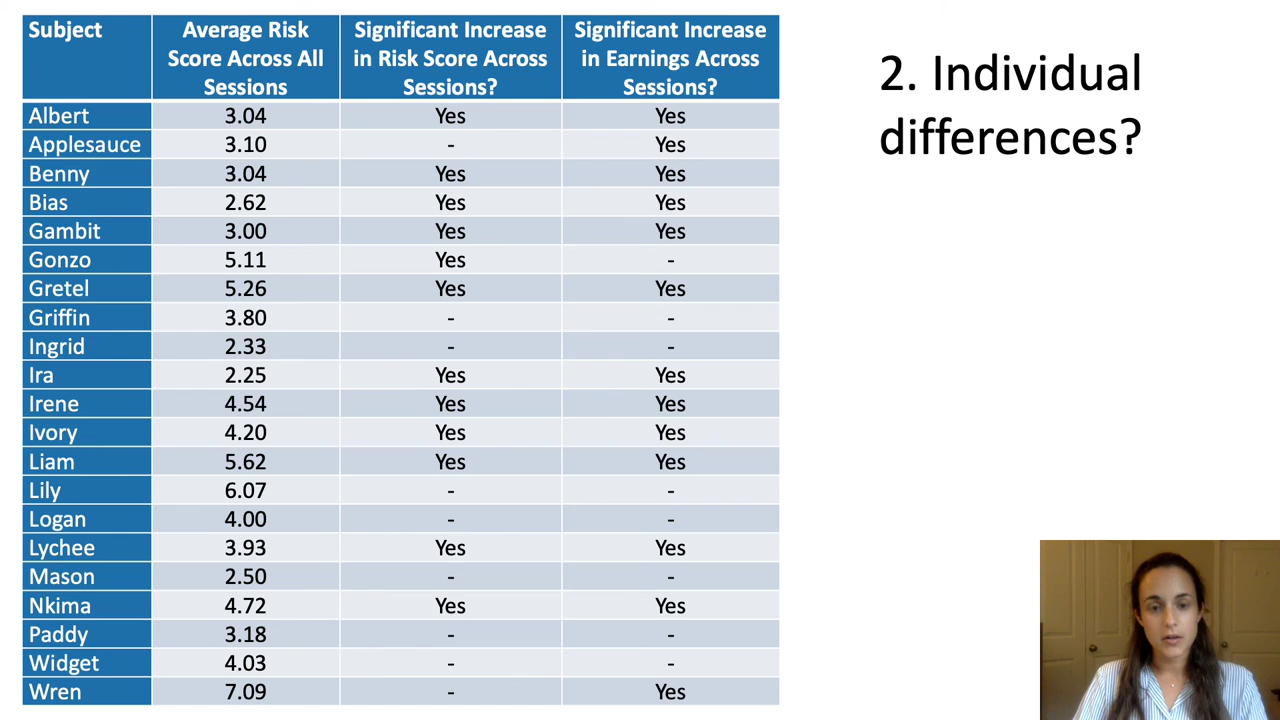 Subject Average Risk Score Across All Sessions Significant Increase in Risk Score Across Sessions? Significant Increase in Earnings Across Sessions?
Albert 3.04 Yes Yes
Applesauce 3.10 - Yes
Benny 3.04 Yes Yes
Bias 2.62 Yes Yes
Gambit 3.00 Yes Yes
Gonzo 5.11 Yes -
Gretel 5.26 Yes Yes
Griffin 3.80 - -
Ingrid 2.33 - -
Ira 2.25 Yes Yes
Irene 4.54 Yes Yes
Ivory 4.20 Yes Yes
Liam 5.62 Yes Yes
Lily 6.07 - -
Logan 4.00 - -
Lychee 3.93 Yes Yes
Mason 2.50 - -
Nkima 4.72 Yes Yes
Paddy 3.18 - -
Widget 4.03 - -
Wren 7.09 - Yes
2. Individual
differences?